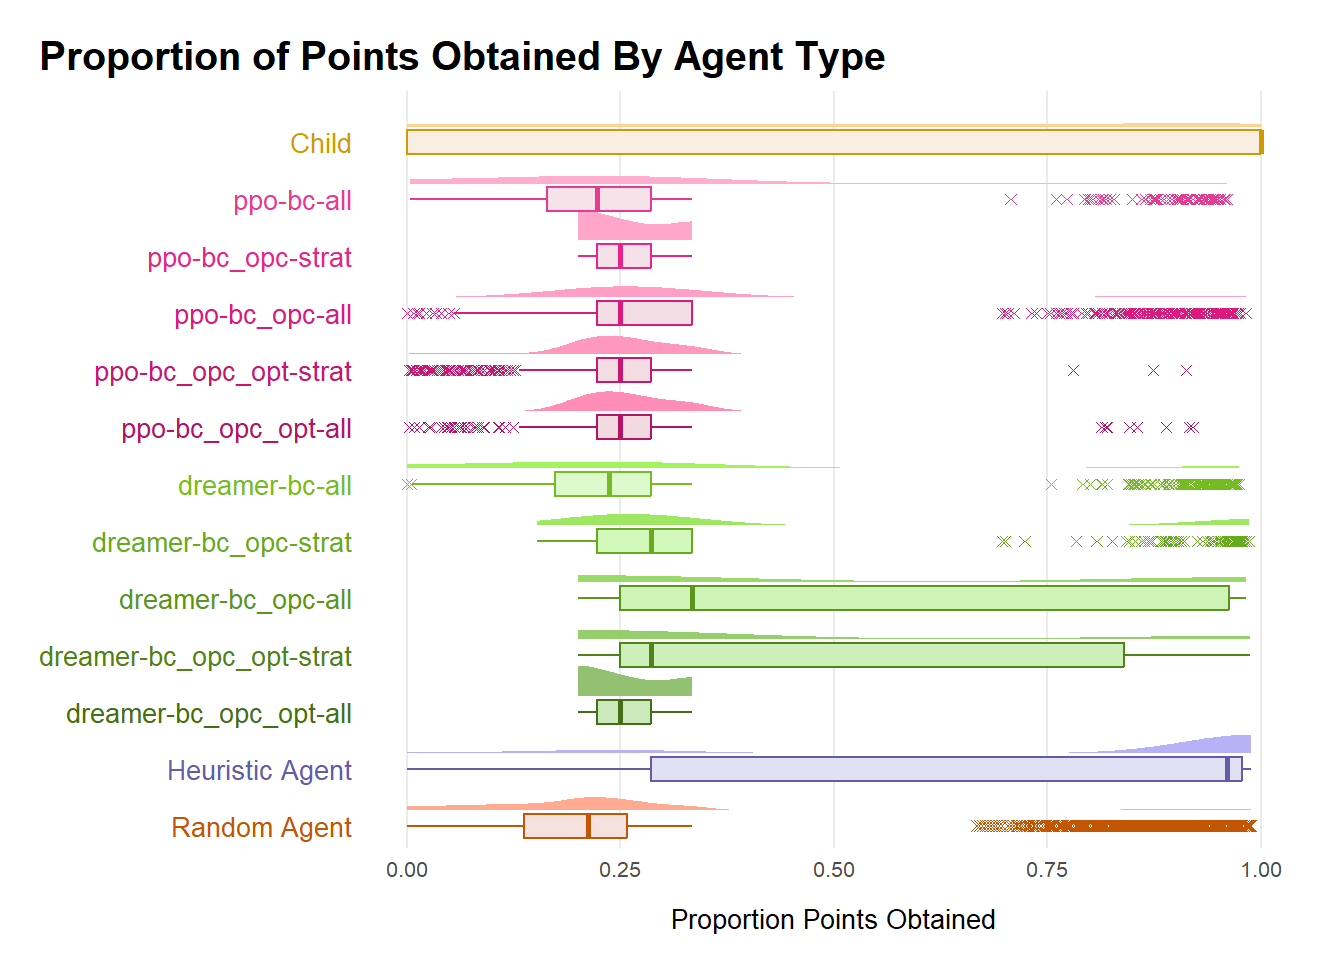 Proportion of Points Obtained By Agent Type
Child
ppo-bc-all
ppo-bc_opc-strat
ppo-bc_opc-all
ppo-bc_opc_opt-strat
ppo-bc_opc_opt-all
dreamer-bc-all
dreamer-bc_opc-strat
dreamer-bc_opc-all
dreamer-bc_opc_opt-strat
dreamer-bc_opc_opt-all
Heuristic Agent
Random Agent
0.00 0.25 0.50 0.75 1.00
Proportion Points Obtained